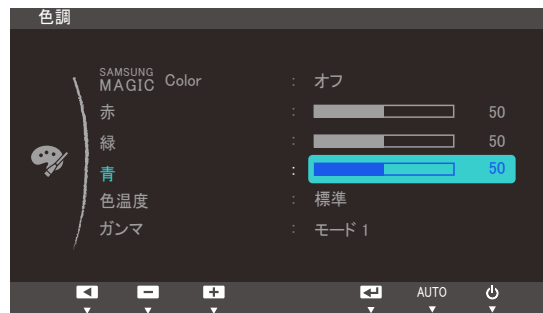 色調
SAMSUNG MAGIC Color : オフ
赤 : 50
緑 : 50
青 : 50
色温度 : 標準
ガンマ : モード 1
AUTO